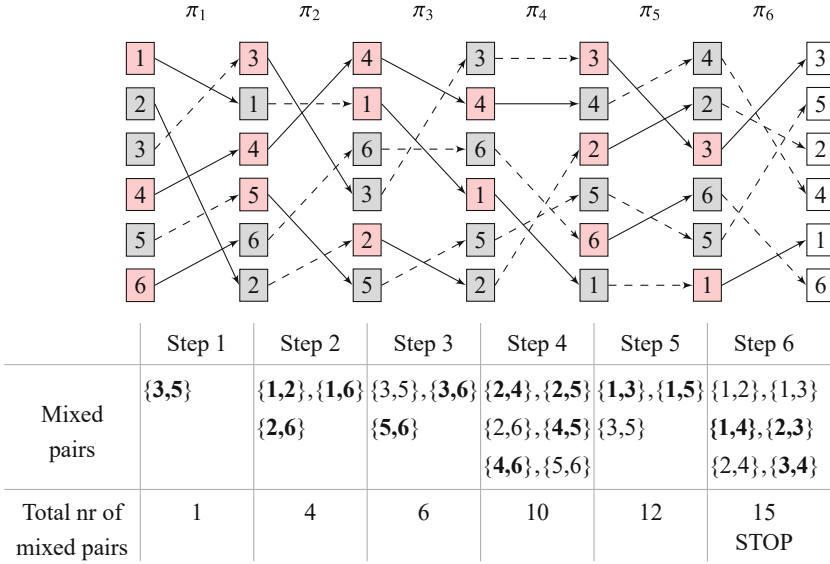 π1 π2 π3 π4 π5 π6
1 3 4 3 3 4 3
2 1 1 4 4 2 5
3 4 6 6 2 3 2
4 5 3 1 5 6 4
5 6 2 5 6 5 1
6 2 5 2 1 1 6
Step 1 Step 2 Step 3 Step 4 Step 5 Step 6
{3,5} {1,2},{1,6} {3,5},{3,6} {2,4},{2,5} {1,3},{1,5} {1,2},{1,3}
Mixed pairs {2,6} {5,6} {2,6},{4,5} {3,5} {1,4},{2,3}
{4,6},{5,6} {2,4},{3,4}
Total nr of 1 4 6 10 12 15
mixed pairs STOP